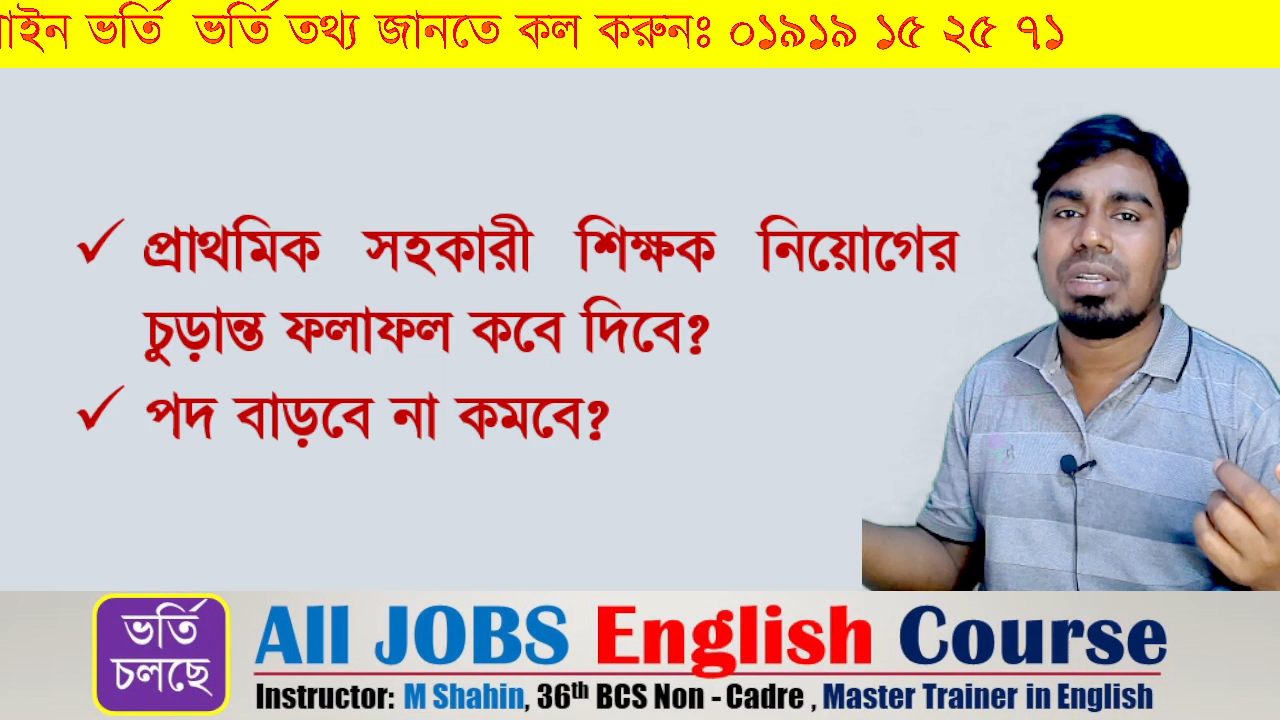 ভর্তি ভর্তি তথ্য জানতে কল করুনঃ ০১৯১৯ ১৫ ২৫ ৭১
প্রাথমিক সহকারী শিক্ষক নিয়োগের
চুড়ান্ত ফলাফল কবে দিবে?
পদ বাড়বে না কমবে?
ভর্তি
চলছে
All JOBS English Course
Instructor: M Shahin, 36th BCS Non - Cadre , Master Trainer in English